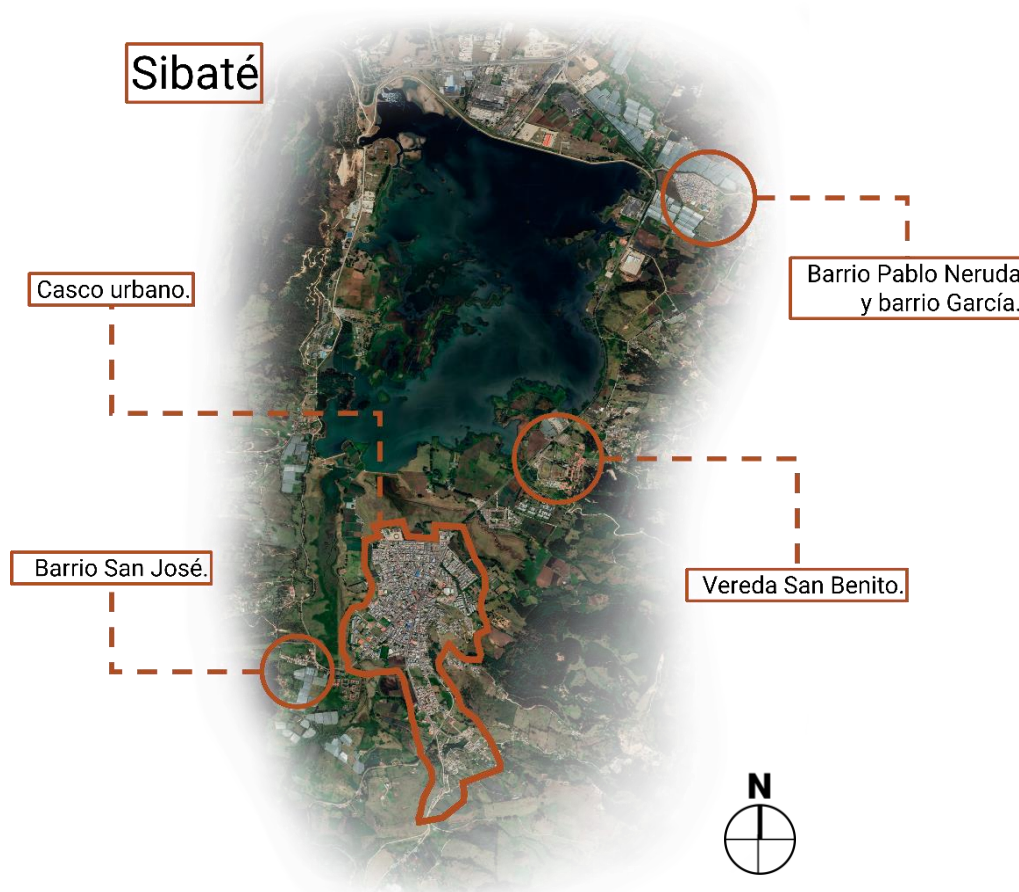 Sibaté
Casco urbano.
Barrio Pablo Neruda
y barrio García.
Barrio San José.
Vereda San Benito.
N